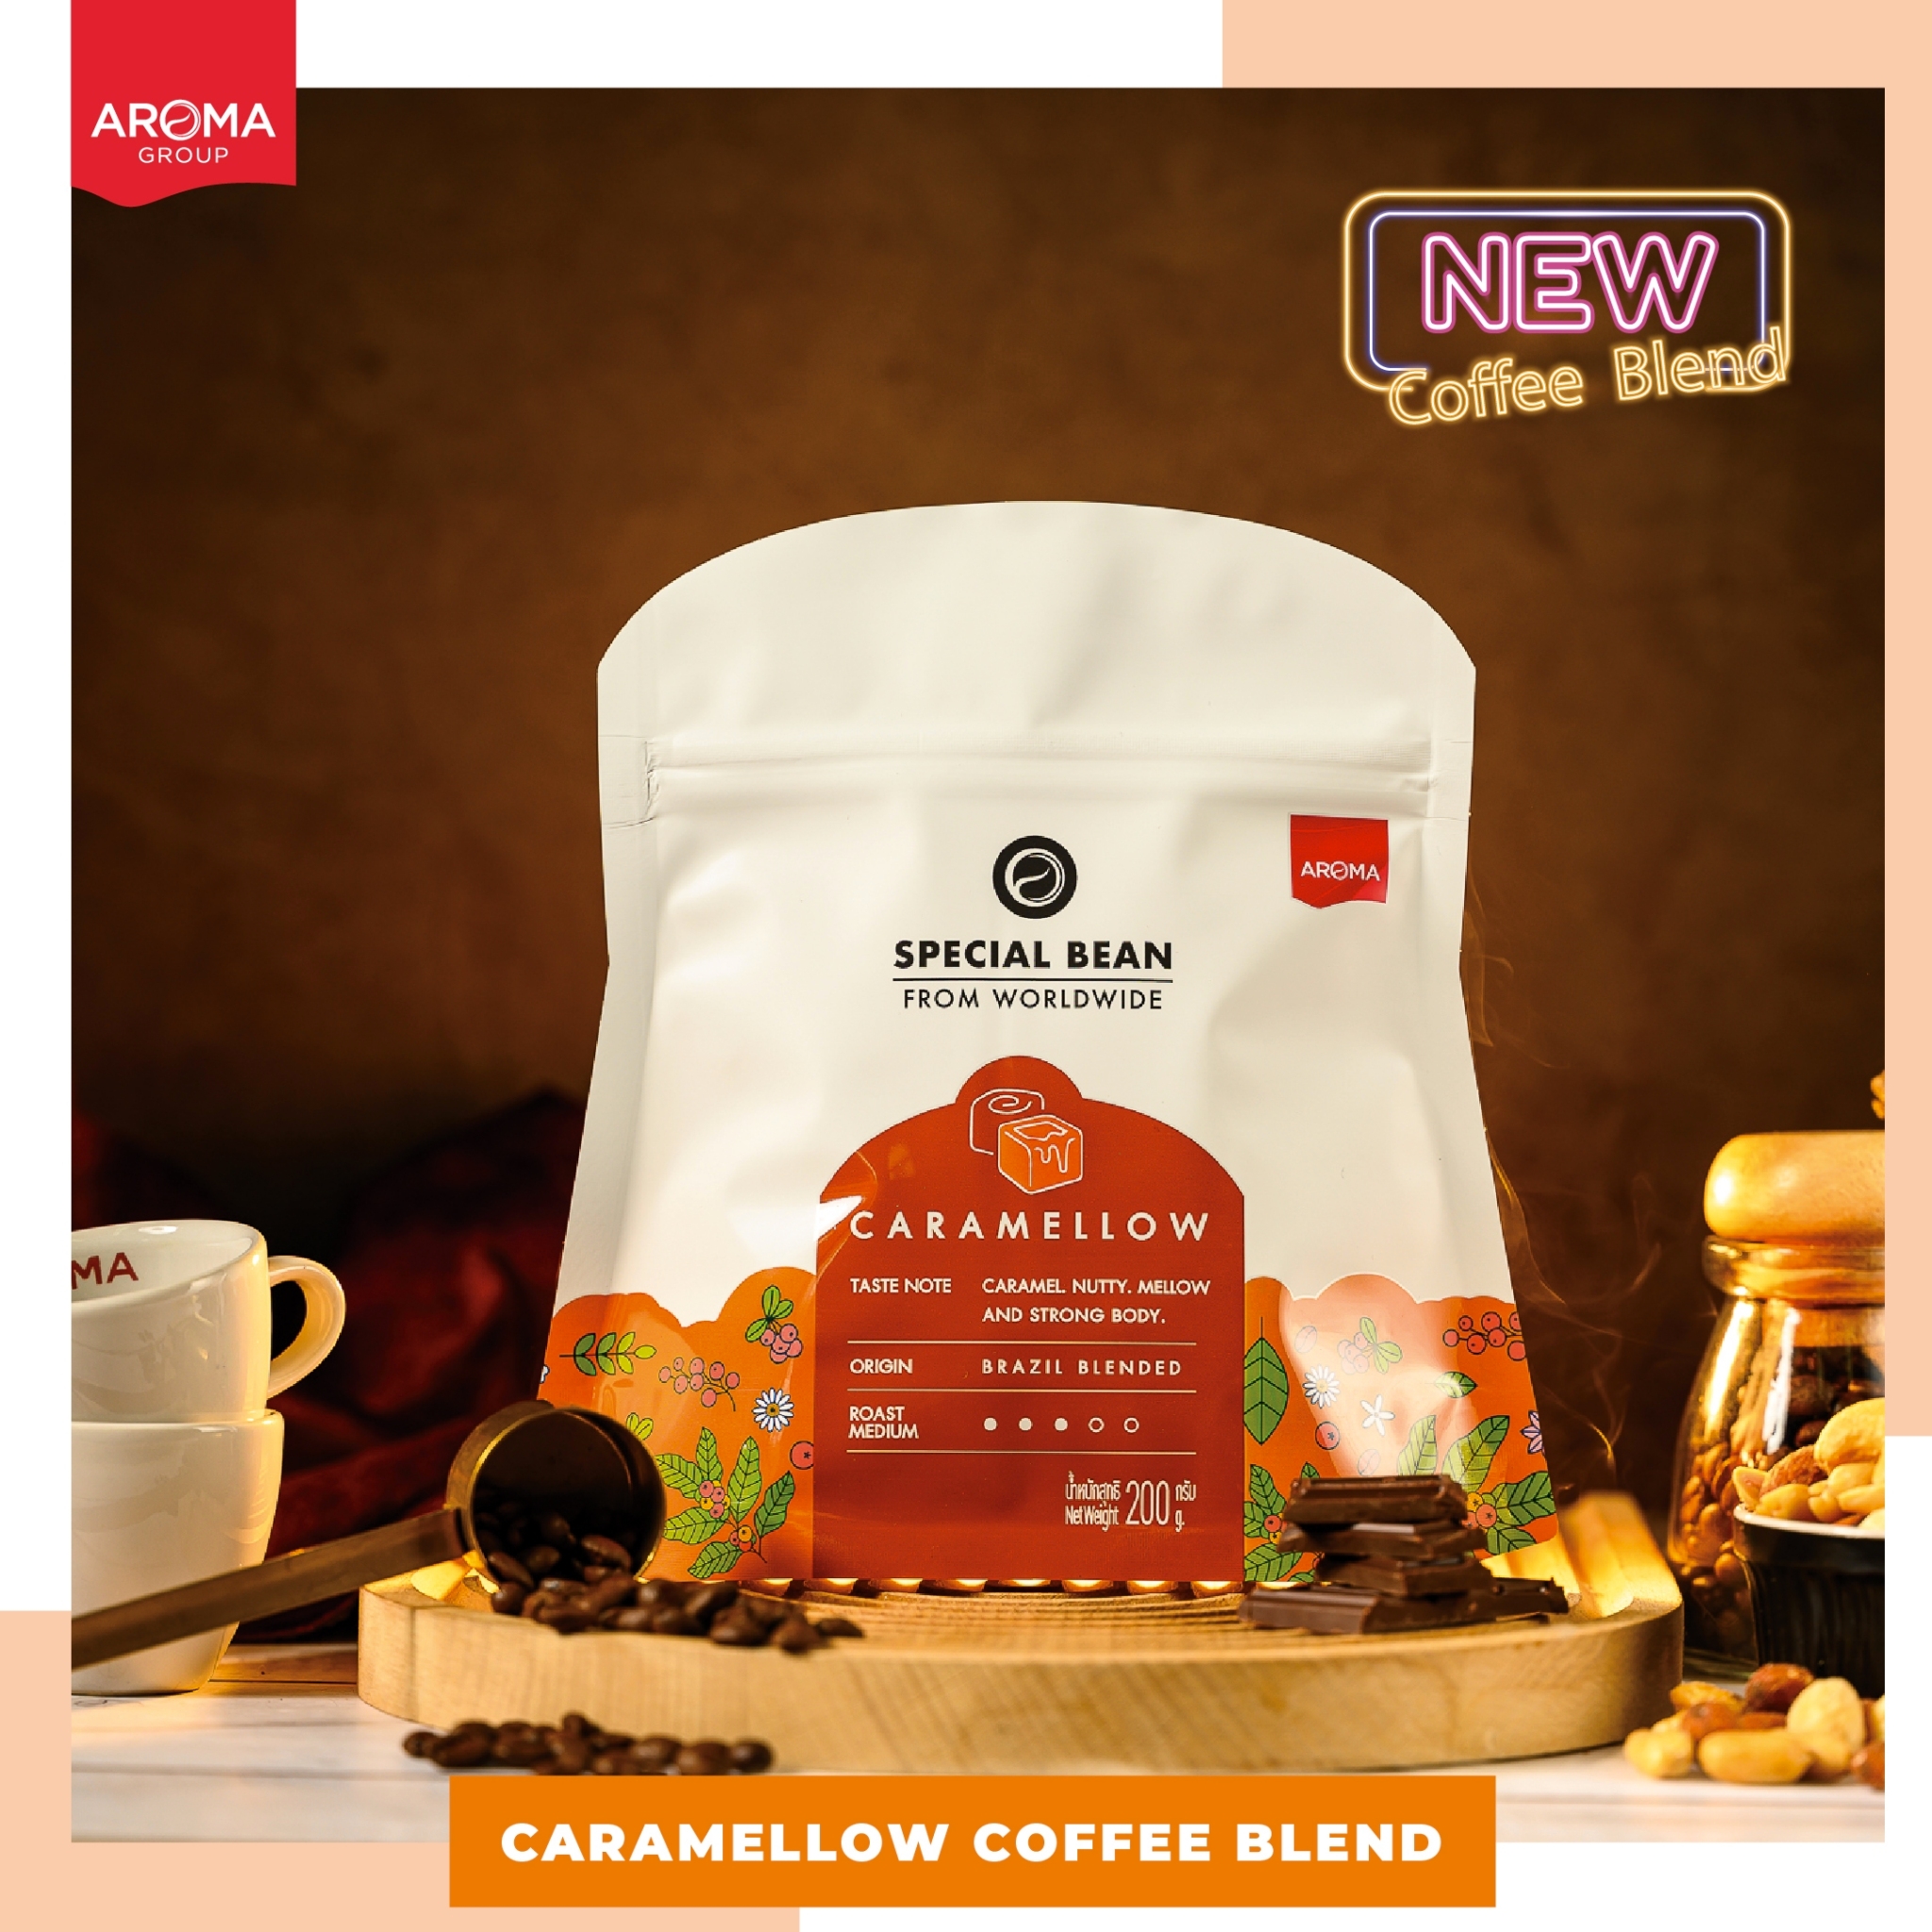 AROMA
GROUP
NEW
Coffee Blend
AROMA
SPECIAL BEAN
FROM WORLDWIDE
CARAMELLOW
TASTE NOTE CARAMEL. NUTTY. MELLOW
AND STRONG BODY.
ORIGIN BRAZIL BLENDED
ROAST
MEDIUM
น้ำหนักสุทธิ 200 กรัม
Net Weight g.
MA
CARAMELLOW COFFEE BLEND